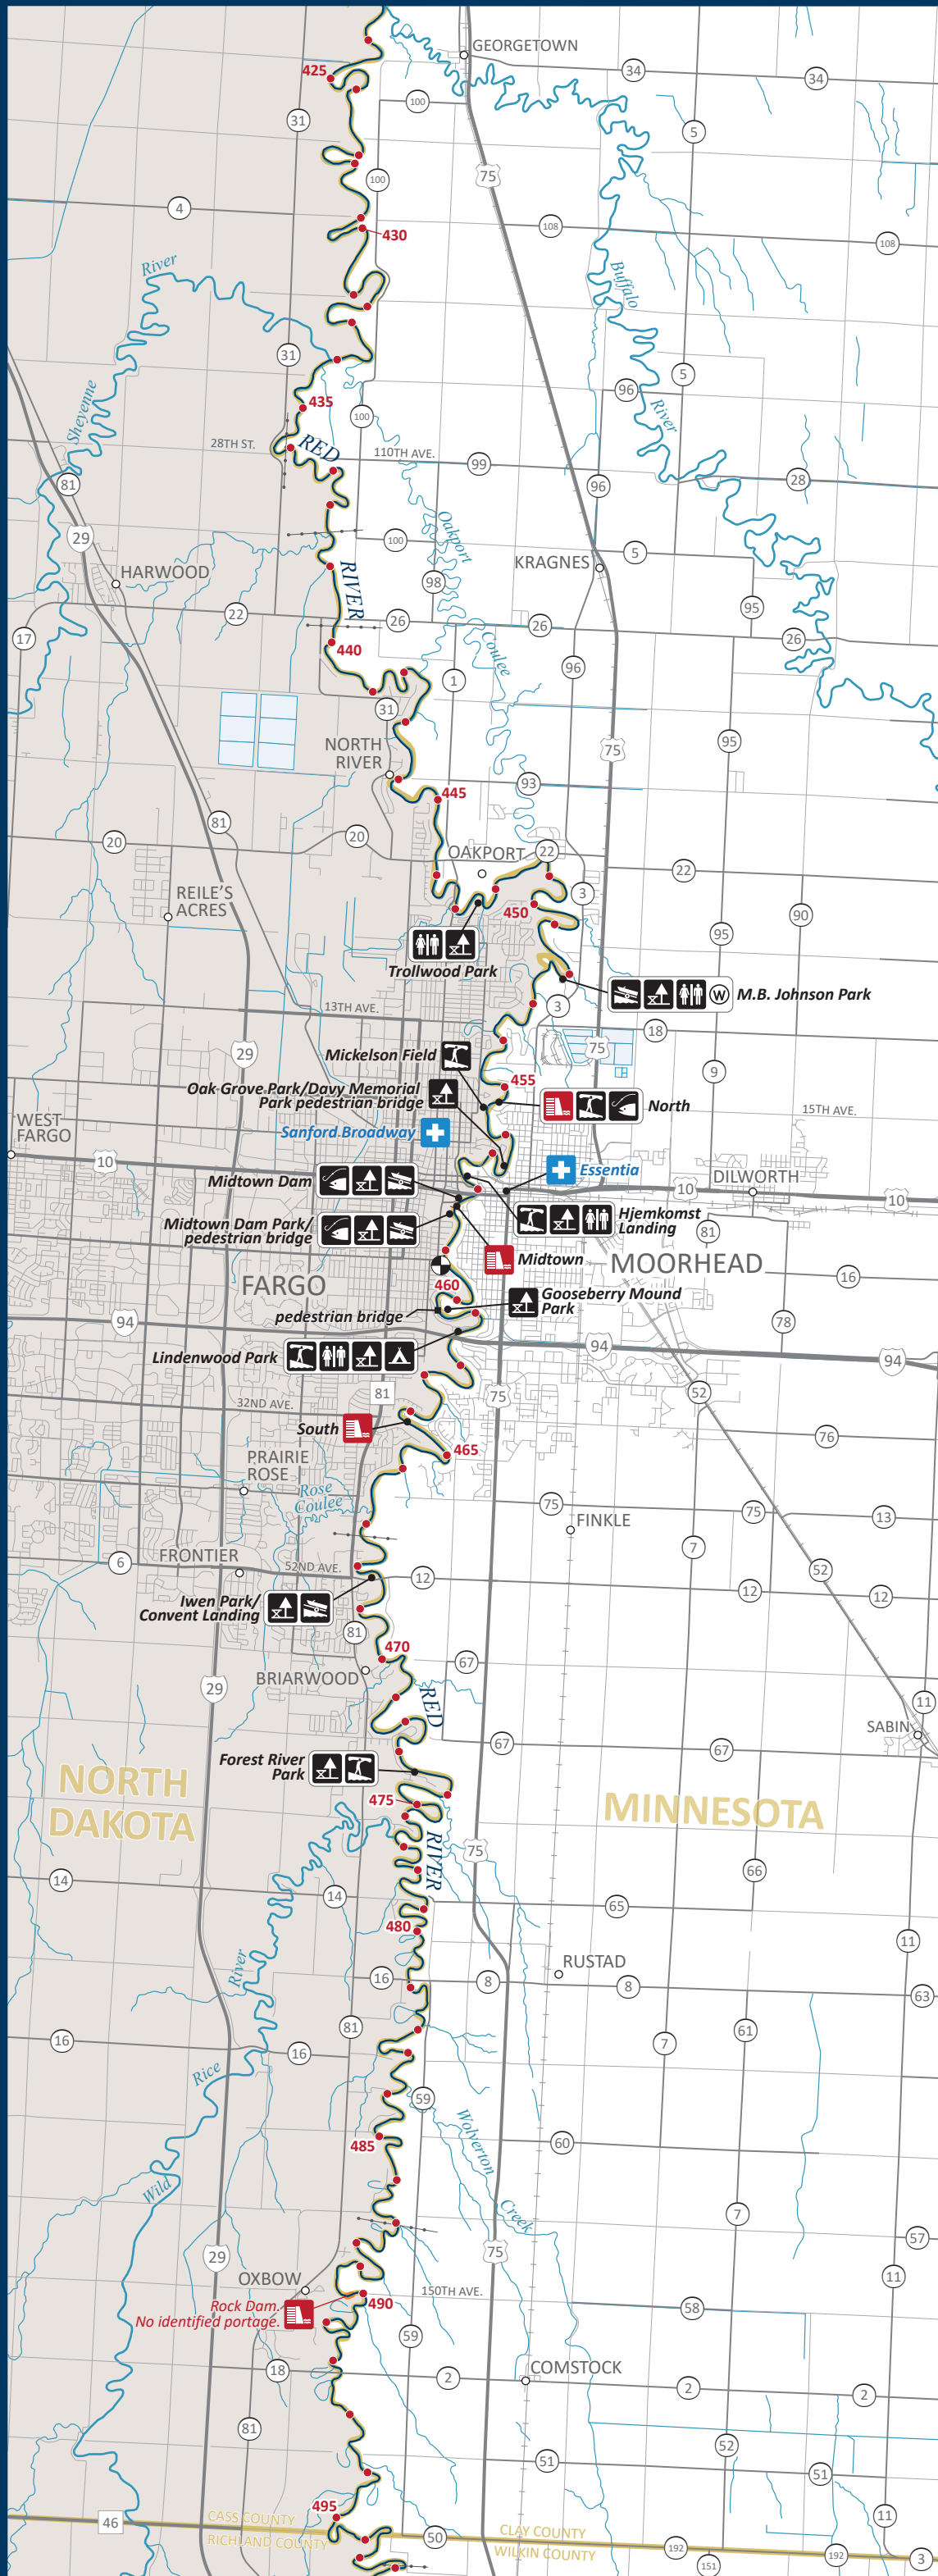 GEORGETOWN
425
34
34
100
31
5
75
100
4
108
108
430
River
Buffalo
31
5
96
Sheyenne
435
100
River
28TH ST.
RED
110TH AVE.
99
28
81
96
29
Oakport
100
5
KRAGNES
HARWOOD
98
RIVER
22
26
26
95
17
26
440
Coulee
96
1
31
95
NORTH
RIVER
75
93
445
81
20
20
OAKPORT
22
22
REILE'S
ACRES
3
450
90
95
Trollwood Park
W
M.B. Johnson Park
13TH AVE.
3
18
75
29
Mickelson Field
9
455
Oak Grove Park/Davy Memorial
Park pedestrian bridge
North
15TH AVE.
WEST
FARGO
Sanford Broadway
10
Essentia
DILWORTH
Midtown Dam
10
10
Midtown Dam Park/
pedestrian bridge
Hjemkomst
Landing
81
Midtown
MOORHEAD
FARGO
460
16
Gooseberry Mound
Park
pedestrian bridge
94
78
94
Lindenwood Park
94
81
75
52
32ND AVE.
South
76
465
PRAIRIE
ROSE
Rose
Coulee
75
75
13
FINKLE
7
FRONTIER
6
52ND AVE.
12
52
12
12
Iwen Park/
Convent Landing
81
470
67
BRIARWOOD
29
RED
11
SABIN
67
67
Forest River
Park
NORTH
DAKOTA
475
MINNESOTA
RIVER
75
66
14
14
65
480
11
River
RUSTAD
16
8
8
63
81
61
16
16
7
Rice
59
Wolverton
485
60
Wild
Creek
7
57
75
29
11
OXBOW
150TH AVE.
Rock Dam.
No identified portage.
490
58
59
18
COMSTOCK
2
2
2
81
52
51
51
495
11
46
CASS COUNTY
RICHLAND COUNTY
50
CLAY COUNTY
WILKIN COUNTY
192
192
3
151